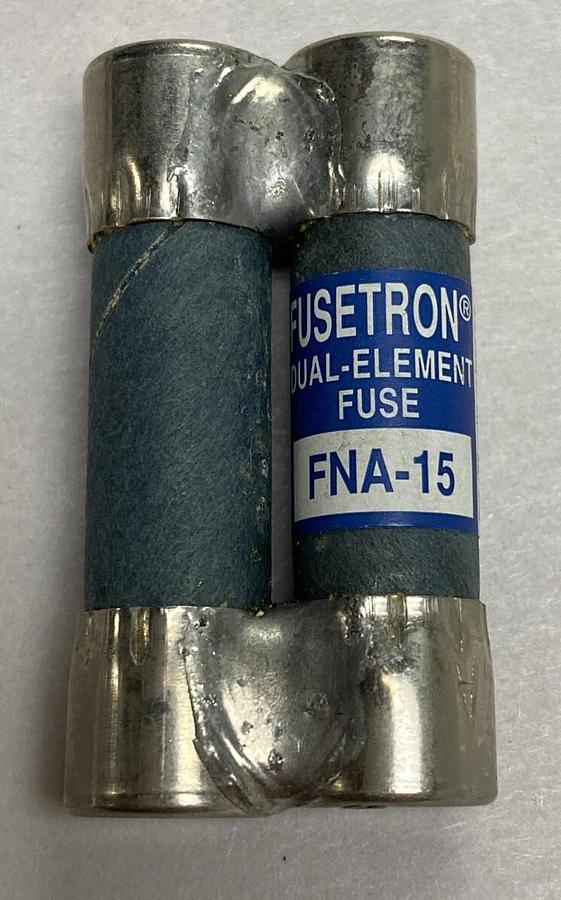 FUSETRON®
DUAL-ELEMENT
FUSE
FNA-15